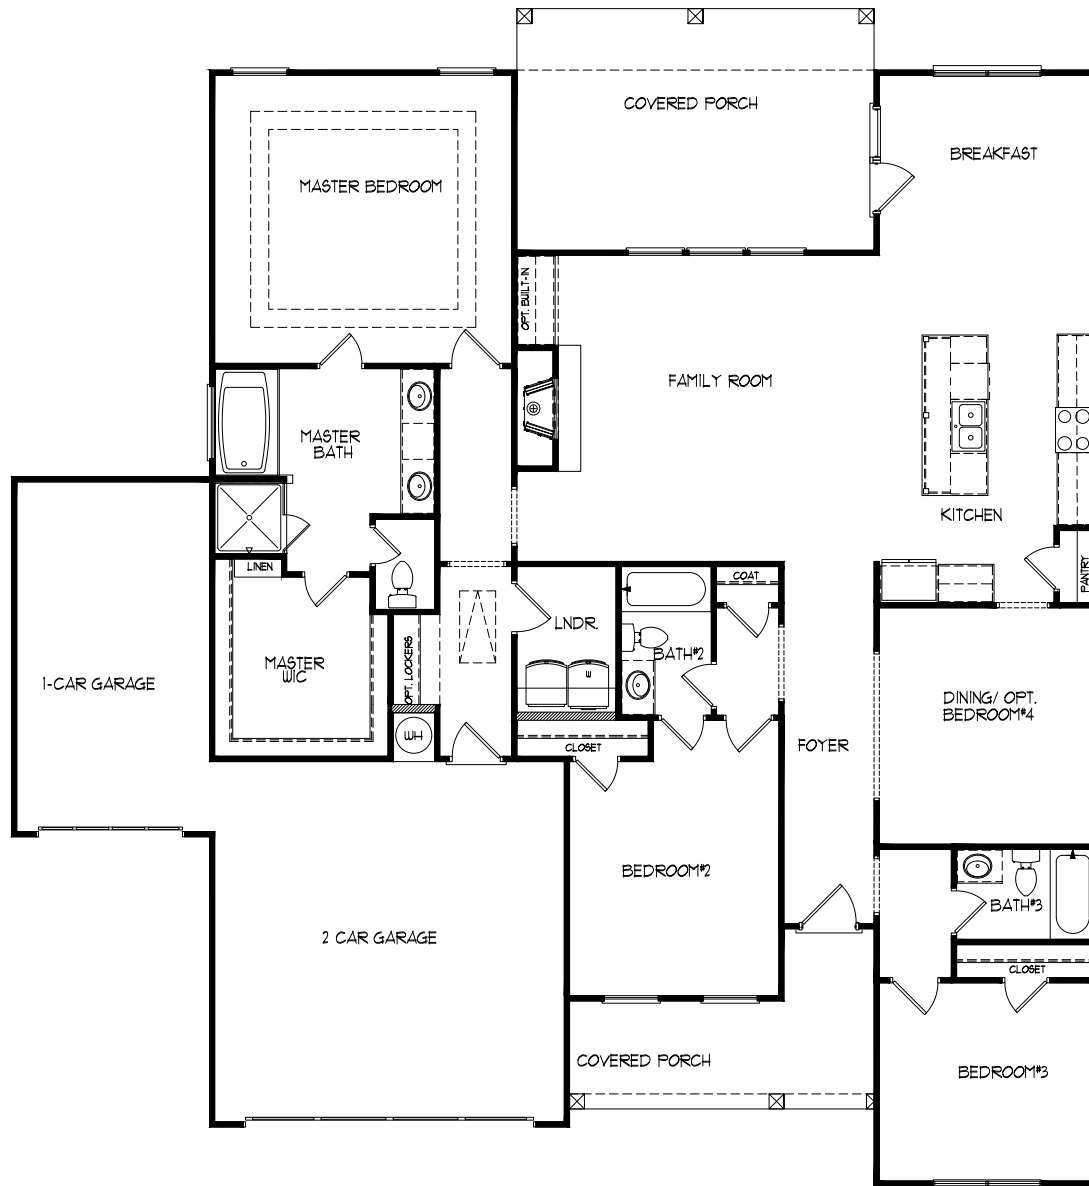 COVERED PORCH
BREAKFAST
MASTER BEDROOM
OPT. BUILT-IN
FAMILY ROOM
MASTER
BATH
KITCHEN
LINEN
COAT
PANTRY
LNDR.
BATH#2
OPT. LOCKERS
MASTER
WIC
1-CAR GARAGE
W
DINING/ OPT.
BEDROOM#4
WH
CLOSET
FOYER
BEDROOM#2
BATH#3
2 CAR GARAGE
CLOSET
COVERED PORCH
BEDROOM#3